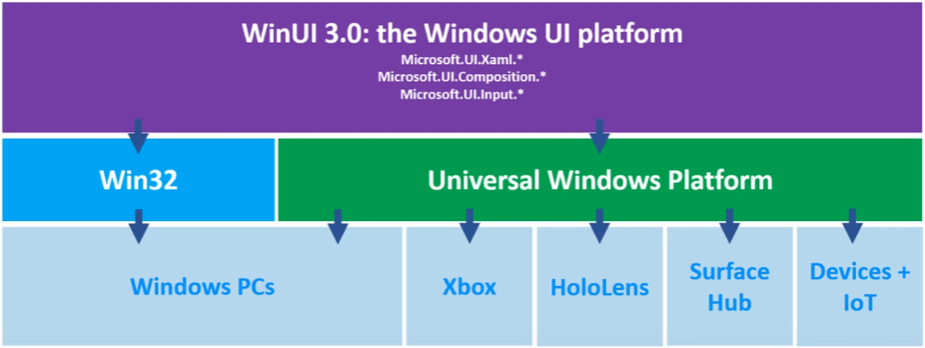 WinUI 3.0: the Windows UI platform
Microsoft.UI.Xaml.*
Microsoft.UI.Composition.*
Microsoft.UI.Input.*
Win32
Universal Windows Platform
Windows PCs
Xbox
HoloLens
Surface
Hub
Devices +
IoT